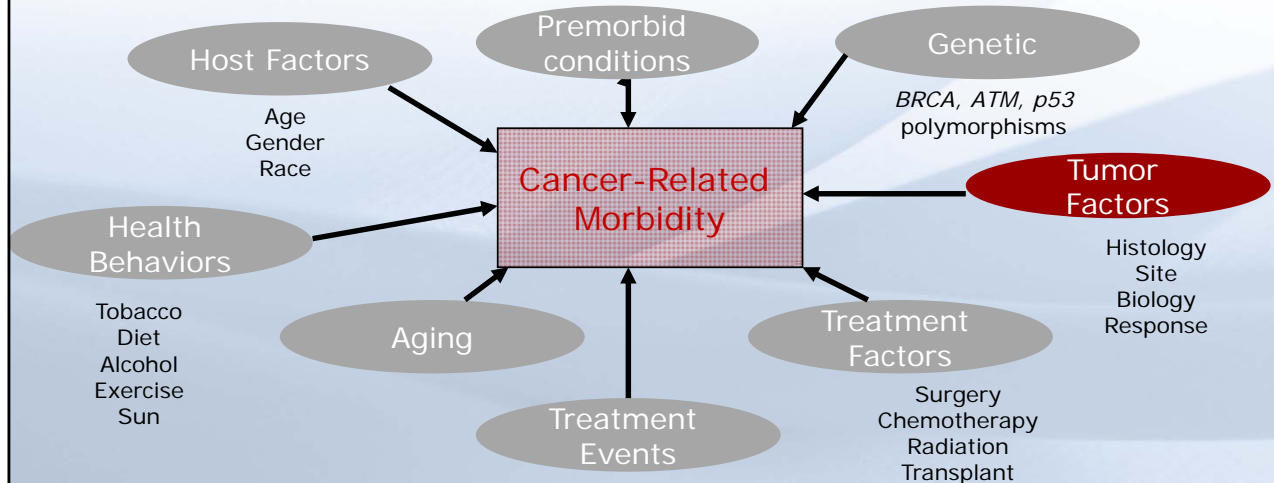 Host Factors
Age
Gender
Race
Premorbid
conditions
Genetic
BRCA, ATM, p53
polymorphisms
Cancer-Related
Morbidity
Tumor
Factors
Histology
Site
Biology
Response
Health
Behaviors
Tobacco
Diet
Alcohol
Exercise
Sun
Aging
Treatment
Events
Treatment
Factors
Surgery
Chemotherapy
Radiation
Transplant